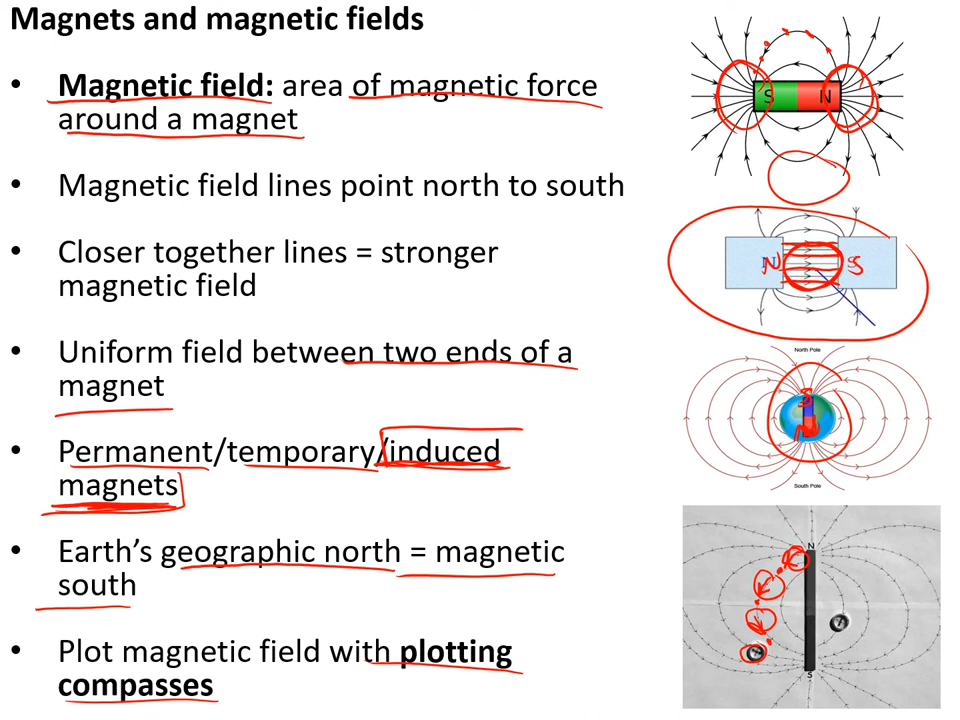 Magnets and magnetic fields
• Magnetic field: area of magnetic force
around a magnet
• Magnetic field lines point north to south
• Closer together lines = stronger
magnetic field
• Uniform field between two ends of a
magnet
• Permanent/temporary/induced
magnets
• Earth's geographic north = magnetic
south
• Plot magnetic field with plotting
compasses
S N
N S
North Pole
S
N
South Pole
N
S